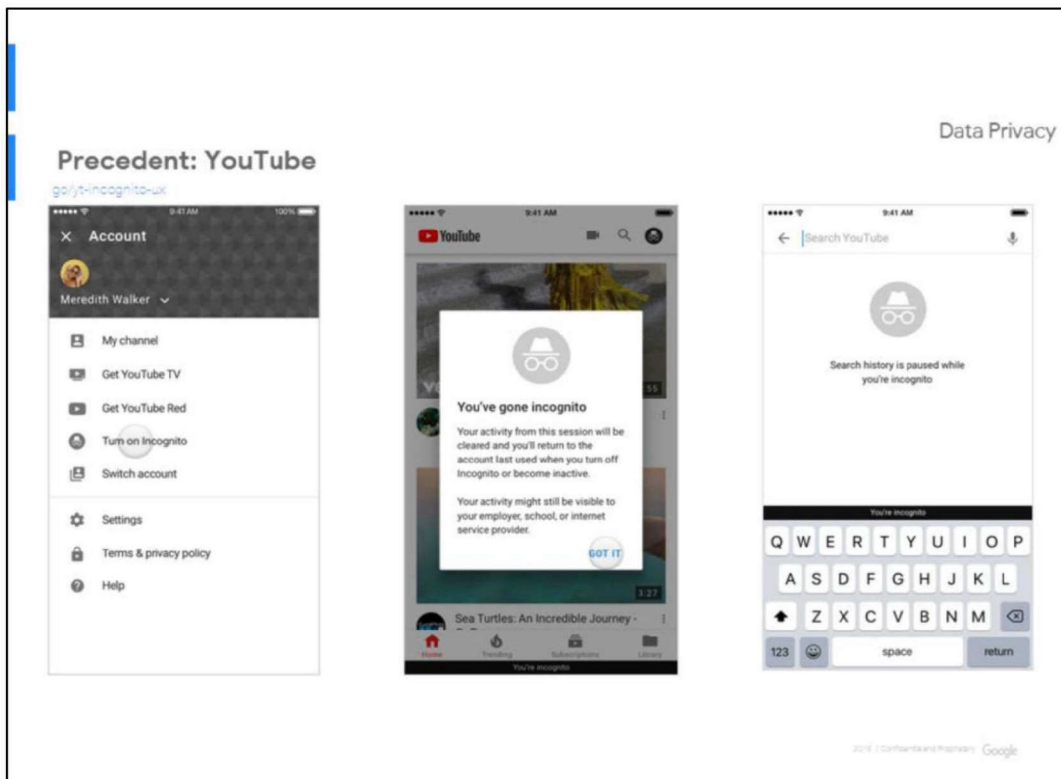 Data Privacy
Precedent: YouTube
go/yt-incognito-ux
9:41 AM 100%
Account
Meredith Walker
My channel
Get YouTube TV
Get YouTube Red
Turn on Incognito
Switch account
Settings
Terms & privacy policy
Help
9:41 AM
YouTube
55
You've gone incognito
Your activity from this session will be
cleared and you'll return to the
account last used when you turn off
Incognito or become inactive.
Your activity might still be visible to
your employer, school, or internet
service provider.
GOT IT
3:27
Sea Turtles: An Incredible Journey -
Home Trending Subscriptions Library
You're incognito
9:41 AM
Search YouTube
Search history is paused while
you're incognito
You're incognito
Q W E R T Y U I O P
A S D F G H J K L
Z X C V B N M
123 space return
2018 | Confidential and Proprietary Google